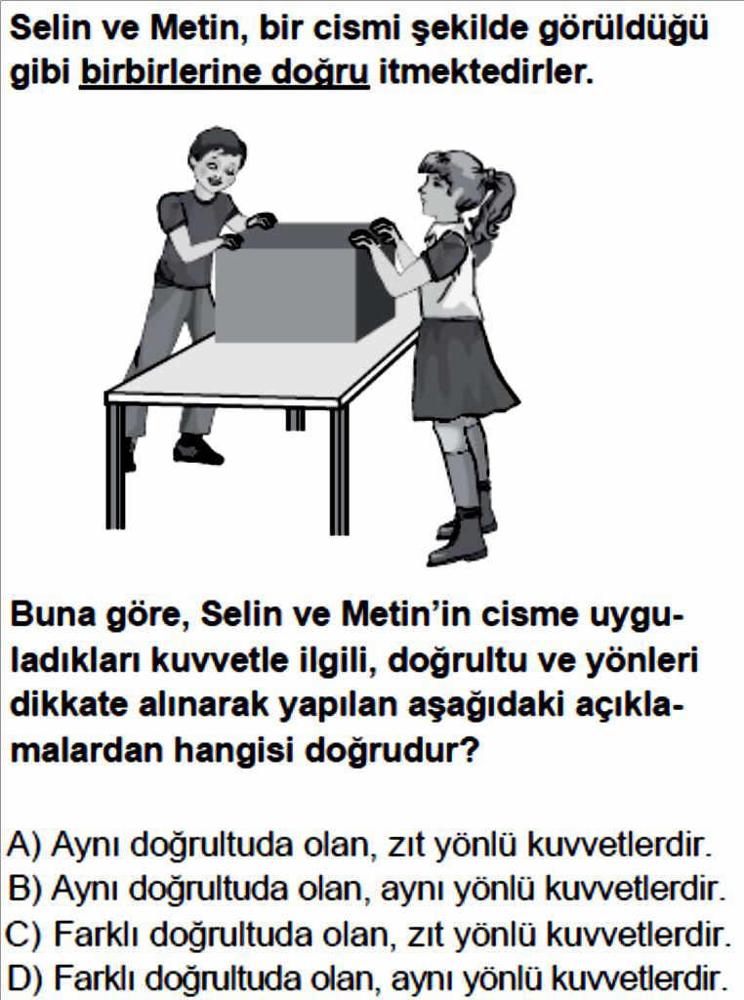 Selin ve Metin, bir cismi şekilde görüldüğü
gibi birbirlerine doğru itmektedirler.
Buna göre, Selin ve Metin'in cisme uygu-
ladıkları kuvvetle ilgili, doğrultu ve yönleri
dikkate alınarak yapılan aşağıdaki açıkla-
malardan hangisi doğrudur?
A) Aynı doğrultuda olan, zıt yönlü kuvvetlerdir.
B) Aynı doğrultuda olan, aynı yönlü kuvvetlerdir.
C) Farklı doğrultuda olan, zıt yönlü kuvvetlerdir.
D) Farklı doğrultuda olan, aynı yönlü kuvvetlerdir.